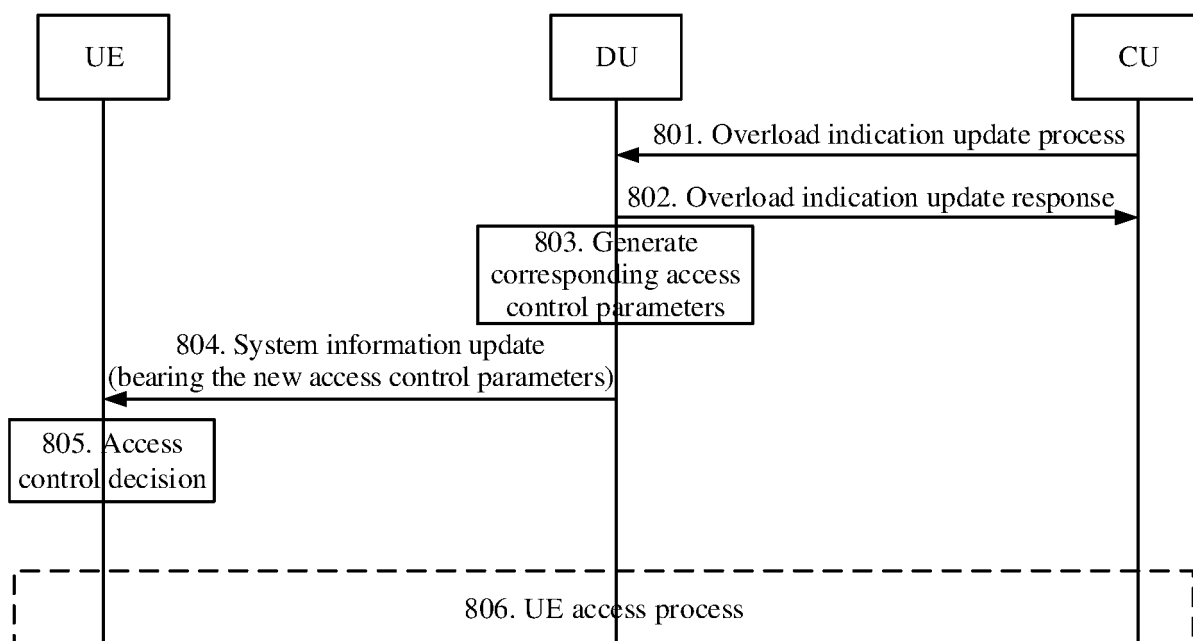 UE
DU
CU
801. Overload indication update process
802. Overload indication update response
803. Generate
corresponding access
control parameters
804. System information update
(bearing the new access control parameters)
805. Access
control decision
806. UE access process